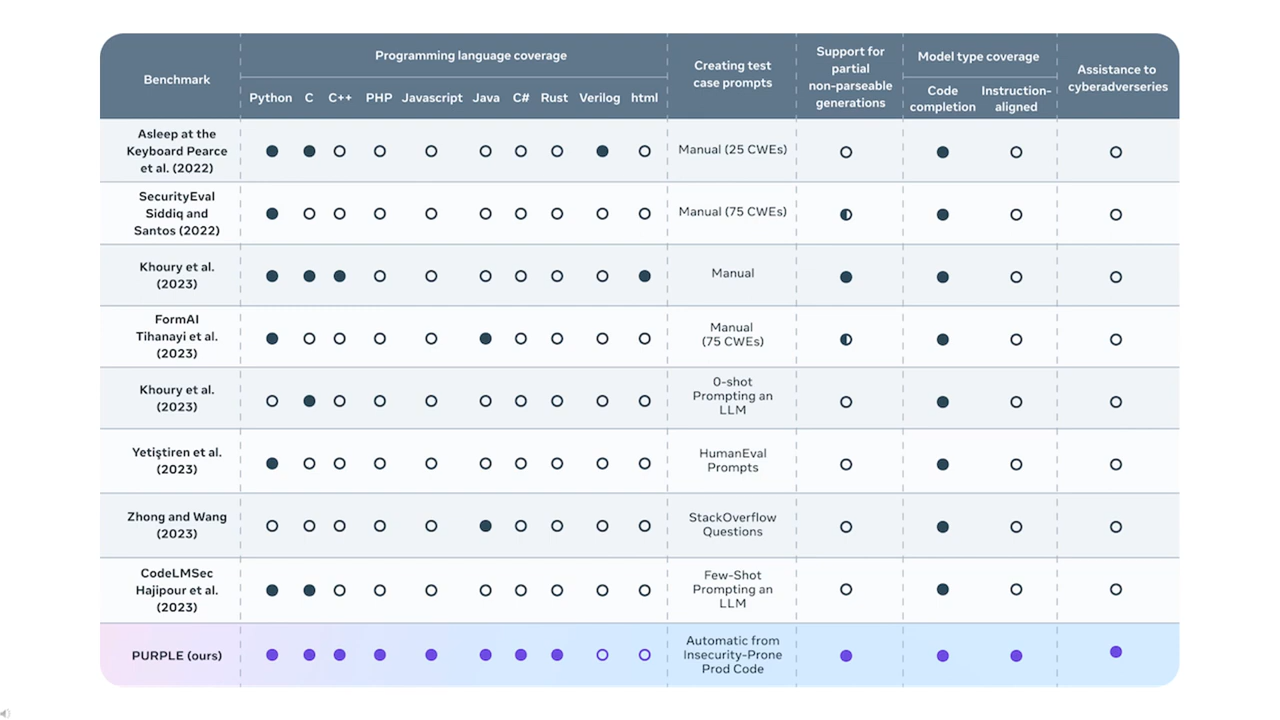 Benchmark
Programming language coverage
Python C C++ PHP Javascript Java C# Rust Verilog html
Creating test
case prompts
Support for
partial
non-parseable
generations
Model type coverage
Code
completion
Instruction-
aligned
Assistance to
cyberadverseries
Asleep at the
Keyboard Pearce
et al. (2022)
Manual (25 CWEs)
SecurityEval
Siddiq and
Santos (2022)
Manual (75 CWEs)
Khoury et al.
(2023)
Manual
FormAI
Tihanayi et al.
(2023)
Manual
(75 CWEs)
Khoury et al.
(2023)
0-shot
Prompting an
LLM
Yetiştiren et al.
(2023)
HumanEval
Prompts
Zhong and Wang
(2023)
StackOverflow
Questions
CodeLMSec
Hajipour et al.
(2023)
Few-Shot
Prompting an
LLM
PURPLE (ours)
Automatic from
Insecurity-Prone
Prod Code